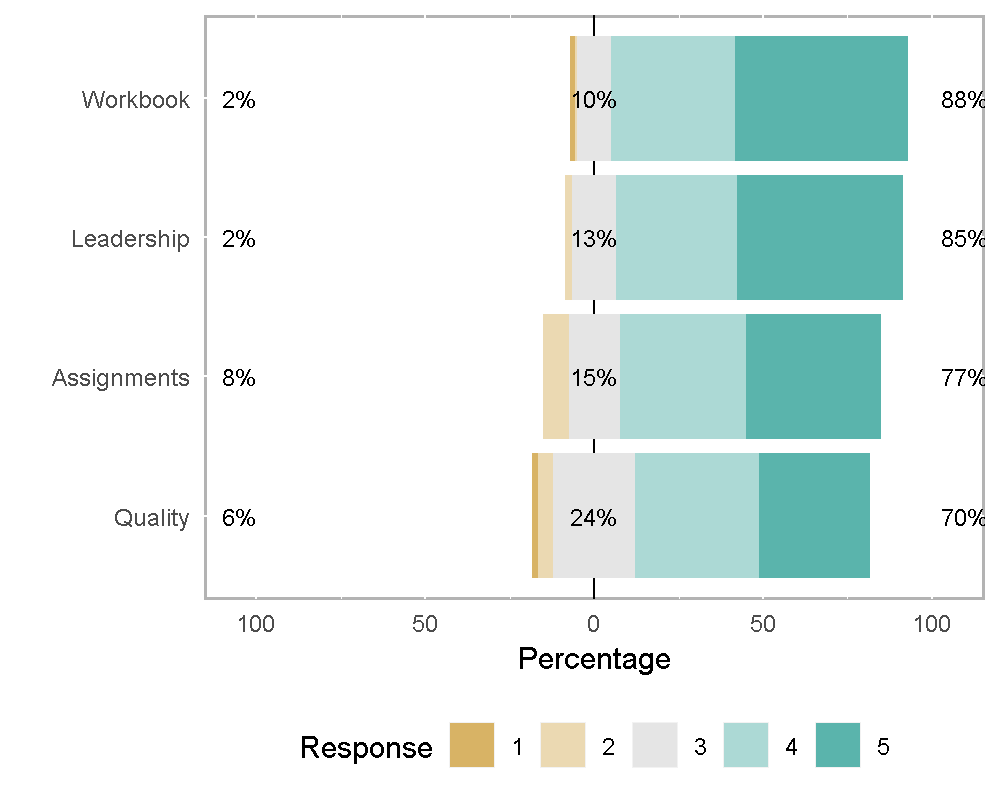 Workbook 2% 10% 88%
Leadership 2% 13% 85%
Assignments 8% 15% 77%
Quality 6% 24% 70%
100 50 0 50 100
Percentage
Response 1 2 3 4 5